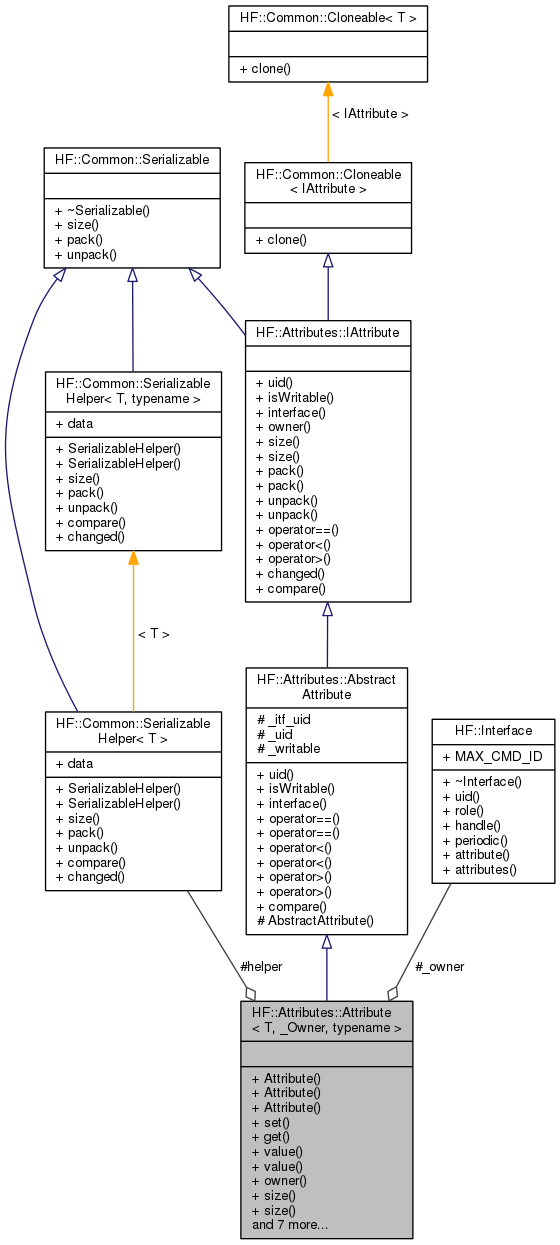 HF::Common::Cloneable< T >
+ clone()
< IAttribute >
HF::Common::Serializable
+ ~Serializable()
+ size()
+ pack()
+ unpack()
HF::Common::Cloneable
< IAttribute >
+ clone()
HF::Attributes::IAttribute
+ uid()
+ isWritable()
+ interface()
+ owner()
+ size()
+ size()
+ pack()
+ pack()
+ unpack()
+ unpack()
+ operator==()
+ operator<()
+ operator>()
+ changed()
+ compare()
HF::Common::Serializable
Helper< T, typename >
+ data
+ SerializableHelper()
+ SerializableHelper()
+ size()
+ pack()
+ unpack()
+ compare()
+ changed()
< T >
HF::Attributes::Abstract
Attribute
# _itf_uid
# _uid
# _writable
+ uid()
+ isWritable()
+ interface()
+ operator==()
+ operator==()
+ operator<()
+ operator<()
+ operator>()
+ operator>()
+ compare()
# AbstractAttribute()
HF::Common::Serializable
Helper< T >
+ data
+ SerializableHelper()
+ SerializableHelper()
+ size()
+ pack()
+ unpack()
+ compare()
+ changed()
HF::Interface
+ MAX_CMD_ID
+ ~Interface()
+ uid()
+ role()
+ handle()
+ periodic()
+ attribute()
+ attributes()
#helper
#_owner
HF::Attributes::Attribute
< T, _Owner, typename >
+ Attribute()
+ Attribute()
+ Attribute()
+ set()
+ get()
+ value()
+ value()
+ owner()
+ size()
+ size()
and 7 more...